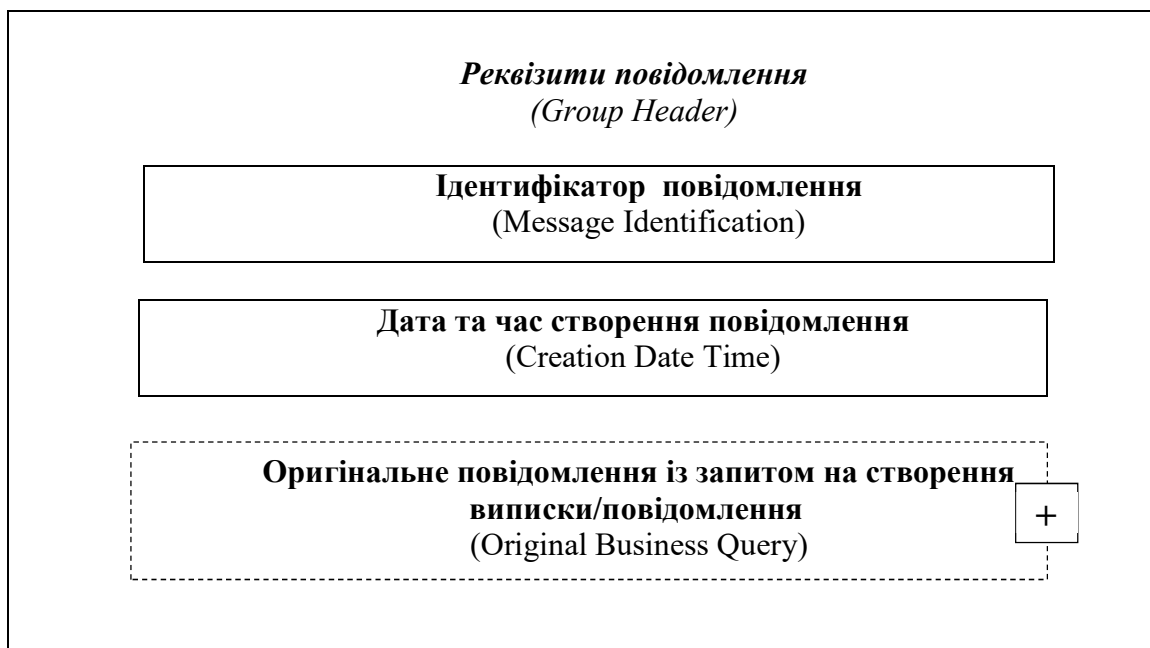 Реквізити повідомлення
(Group Header)
Ідентифікатор повідомлення
(Message Identification)
Дата та час створення повідомлення
(Creation Date Time)
Оригінальне повідомлення із запитом на створення
виписки/повідомлення
+
(Original Business Query)